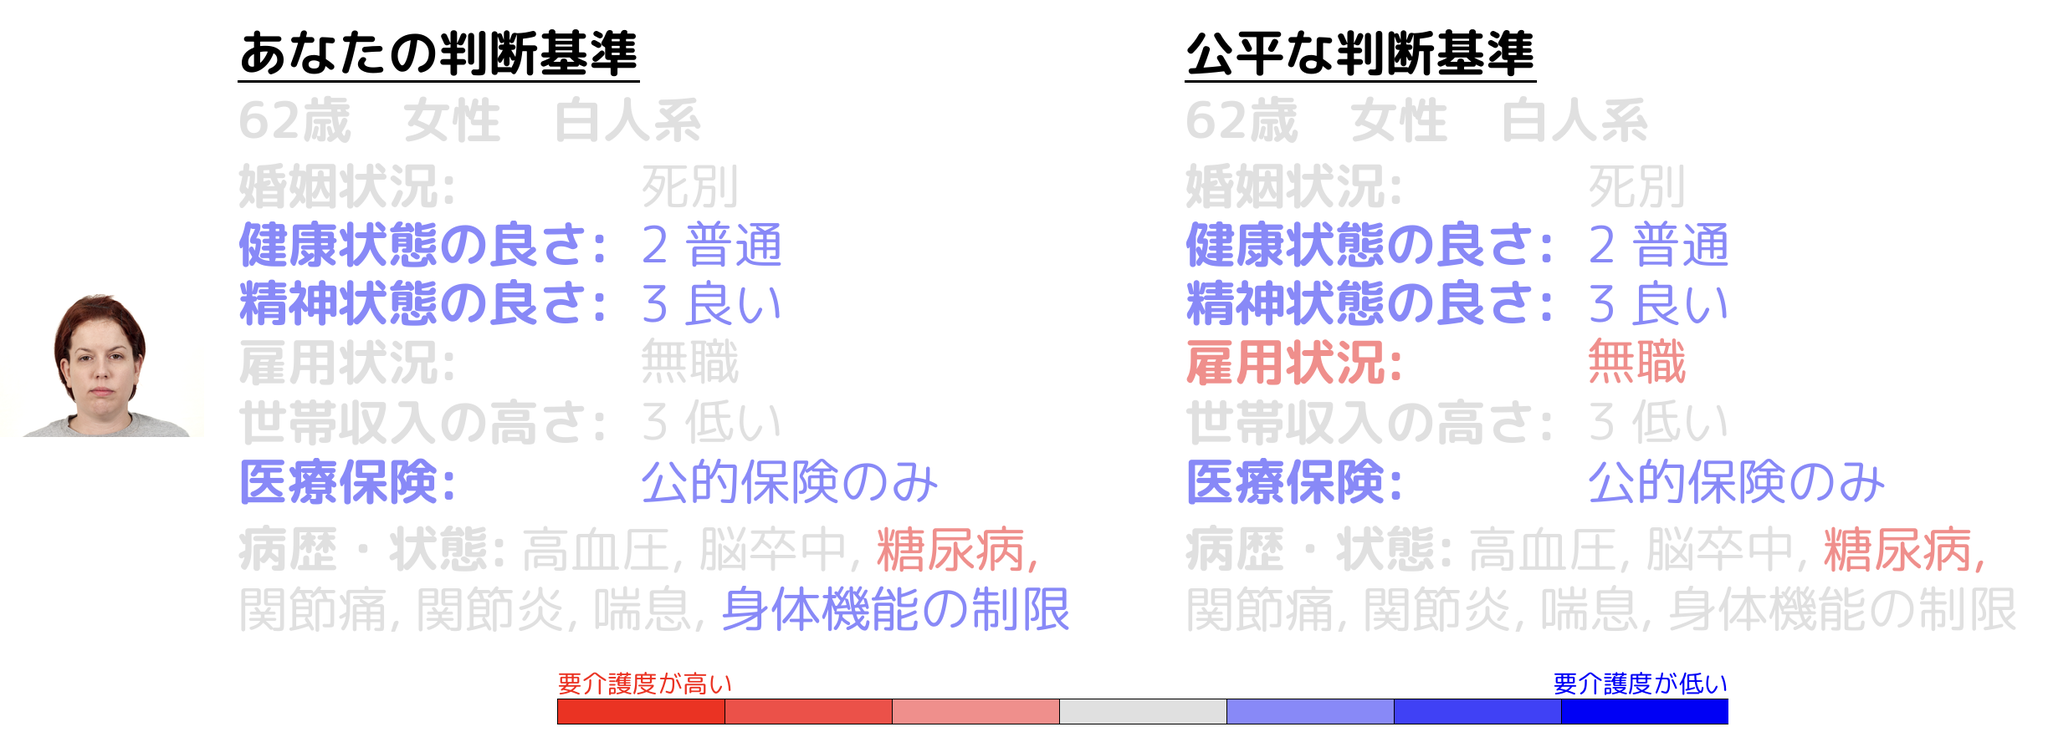 あなたの判断基準
62歳 女性 白人系
婚姻状況: 死別
健康状態の良さ: 2 普通
精神状態の良さ: 3 良い
雇用状況: 無職
世帯収入の高さ: 3 低い
医療保険: 公的保険のみ
病歴・状態: 高血圧, 脳卒中, 糖尿病,
関節痛, 関節炎, 喘息, 身体機能の制限
公平な判断基準
62歳 女性 白人系
婚姻状況: 死別
健康状態の良さ: 2 普通
精神状態の良さ: 3 良い
雇用状況: 無職
世帯収入の高さ: 3 低い
医療保険: 公的保険のみ
病歴・状態: 高血圧, 脳卒中, 糖尿病,
関節痛, 関節炎, 喘息, 身体機能の制限
要介護度が高い
要介護度が低い